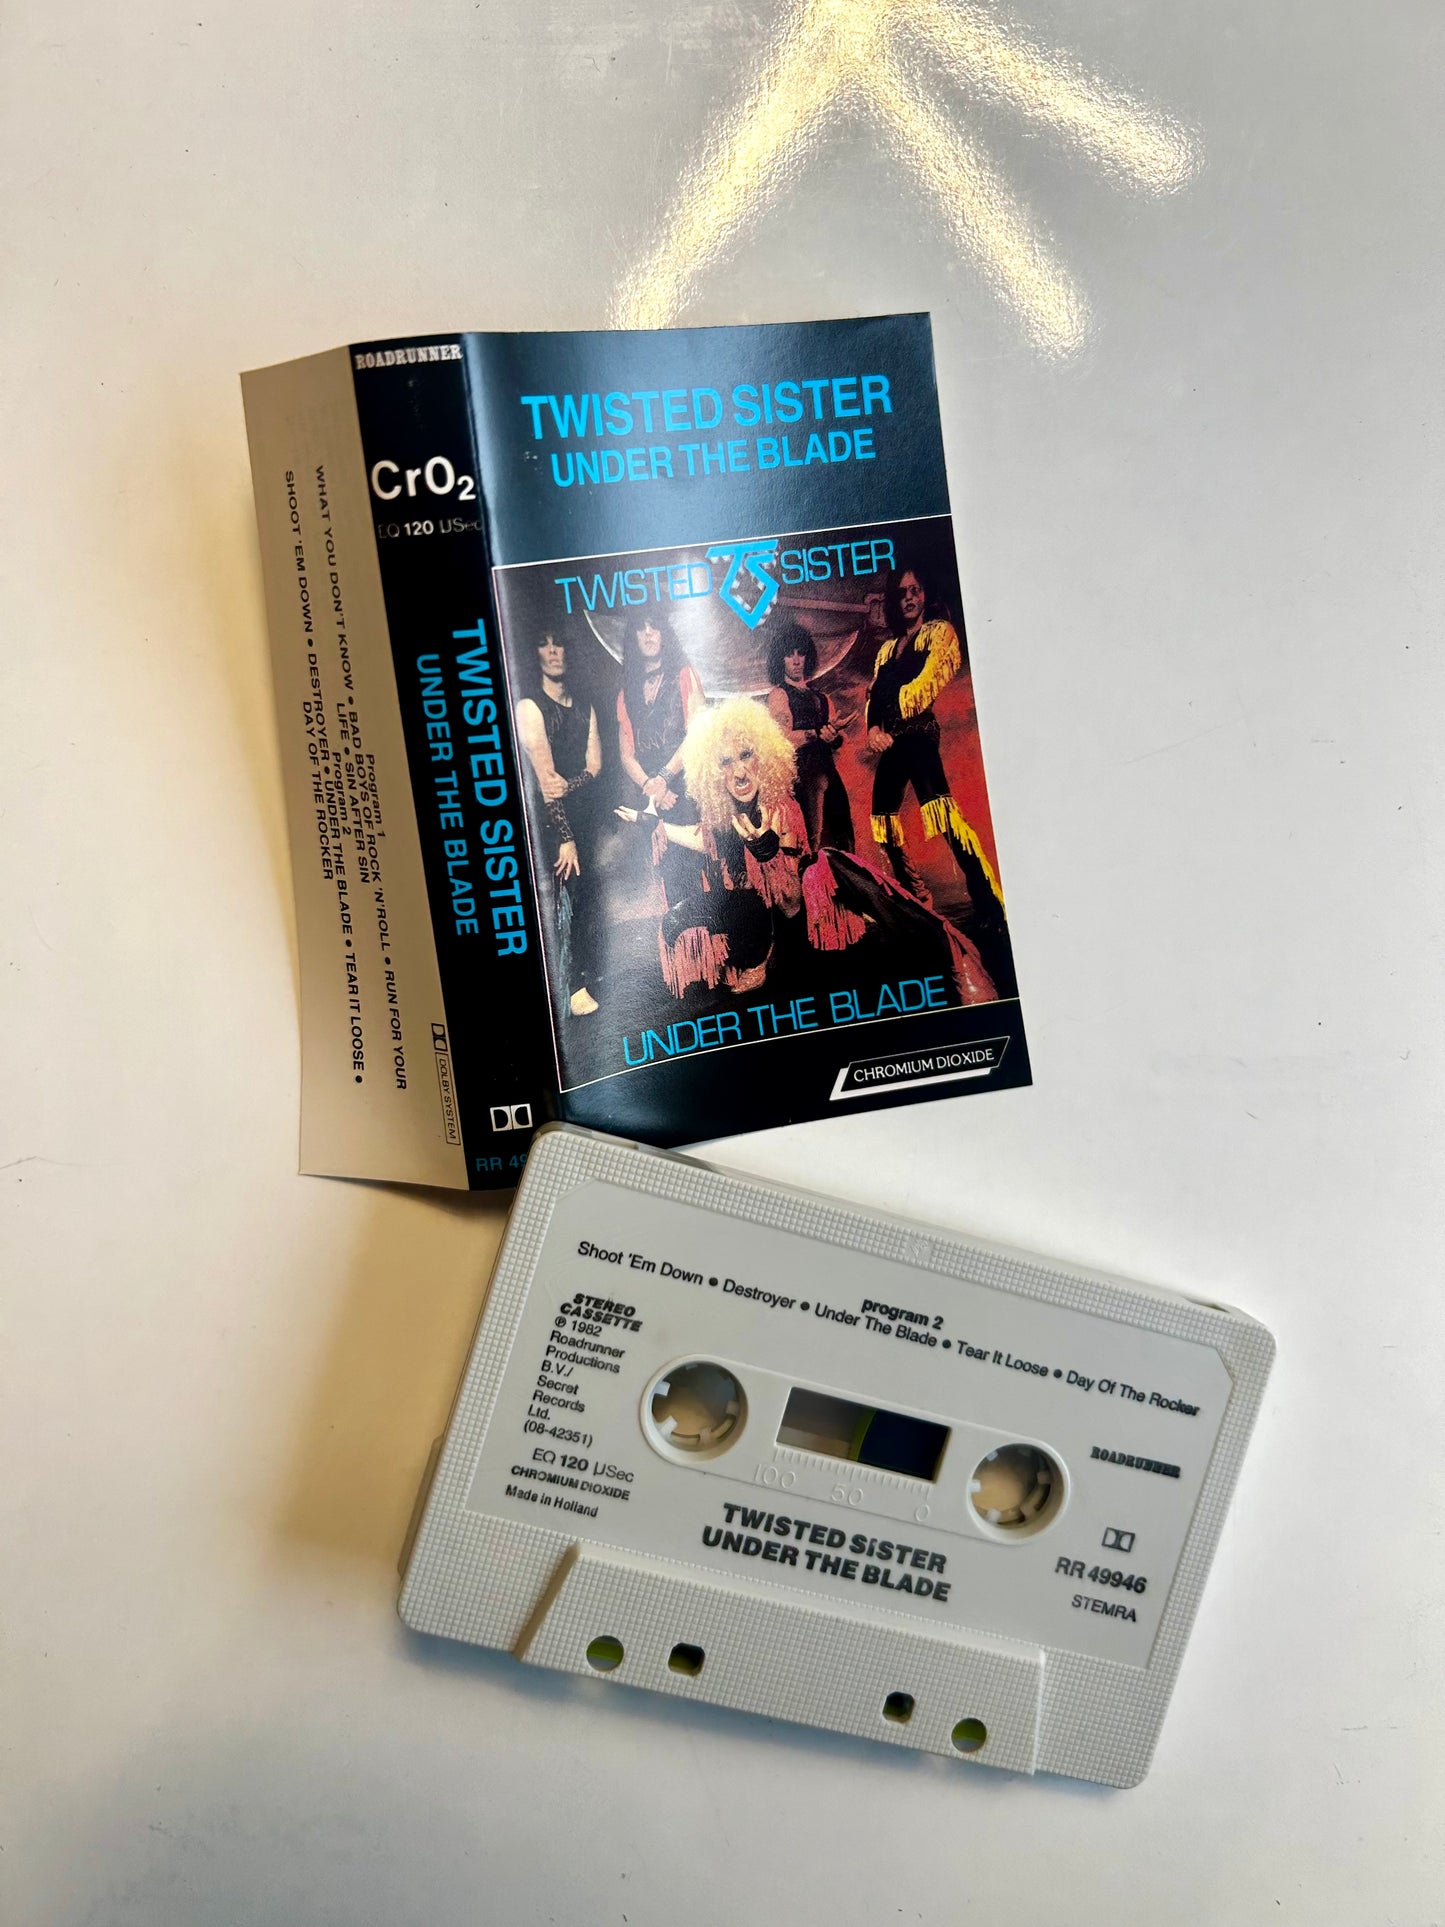 ROADRUNNER
CrO₂
EQ 120 µSec
TWISTED SISTER
UNDER THE BLADE
DOLBY SYSTEM
Program 1
WHAT YOU DON'T KNOW • BAD BOYS OF ROCK 'N' ROLL • RUN FOR YOUR
LIFE • SIN AFTER SIN
Program 2
SHOOT 'EM DOWN • DESTROYER • UNDER THE BLADE • TEAR IT LOOSE •
DAY OF THE ROCKER
TWISTED SISTER
UNDER THE BLADE
TWISTED TS SISTER
UNDER THE BLADE
CHROMIUM DIOXIDE
program 2
Shoot 'Em Down • Destroyer • Under The Blade • Tear It Loose • Day Of The Rocker
STEREO
CASSETTE
℗ 1982
Roadrunner
Productions
B.V./
Secret
Records
Ltd.
(08-42351)
EQ 120 µSec
CHROMIUM DIOXIDE
Made in Holland
100 50 0
TWISTED SISTER
UNDER THE BLADE
ROADRUNNER
RR 49946
STEMRA